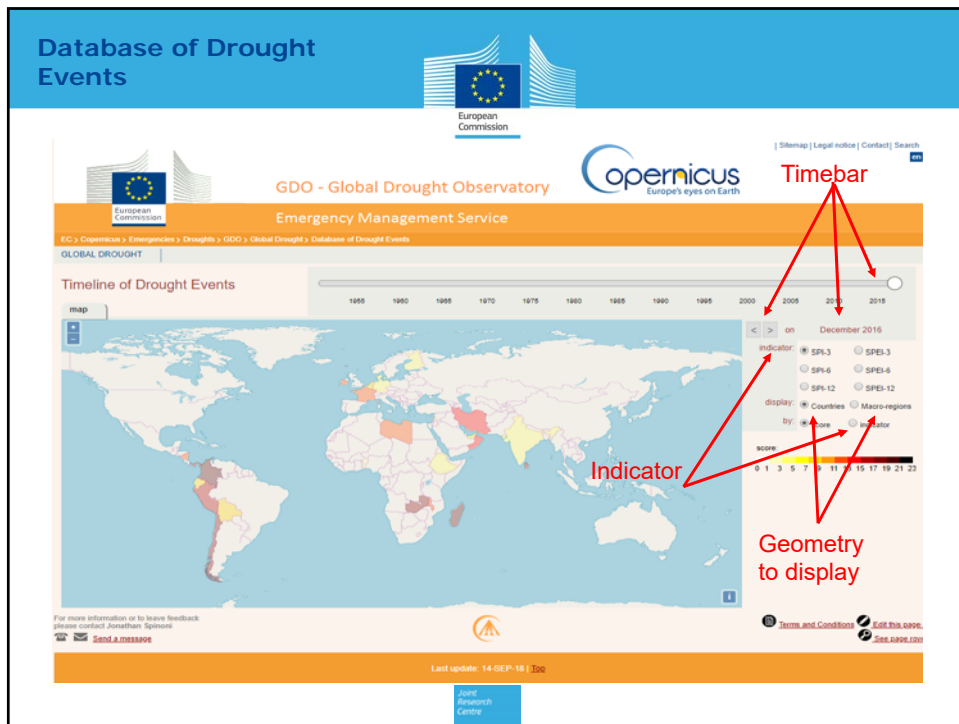 Database of Drought
Events
European
Commission
| Sitemap | Legal notice | Contact | Search
en
European
Commission
GDO - Global Drought Observatory
Copernicus
Europe's eyes on Earth
Timebar
Emergency Management Service
EC > Copernicus > Emergencies > Droughts > GDO > Global Drought > Database of Drought Events
GLOBAL DROUGHT
Timeline of Drought Events
1955 1960 1965 1970 1975 1980 1985 1990 1995 2000 2005 2010 2015
map
+
-
< > on December 2016
indicator: SPI-3 SPEI-3
SPI-6 SPEI-6
SPI-12 SPEI-12
display: Countries Macro-regions
by: score indicator
score:
0 1 3 5 7 9 11 13 15 17 19 21 23
Indicator
Geometry
to display
i
For more information or to leave feedback
please contact Jonathan Spinoni
Send a message
Terms and Conditions Edit this page
See page
Last update: 14-SEP-18 | Top
Joint
Research
Centre